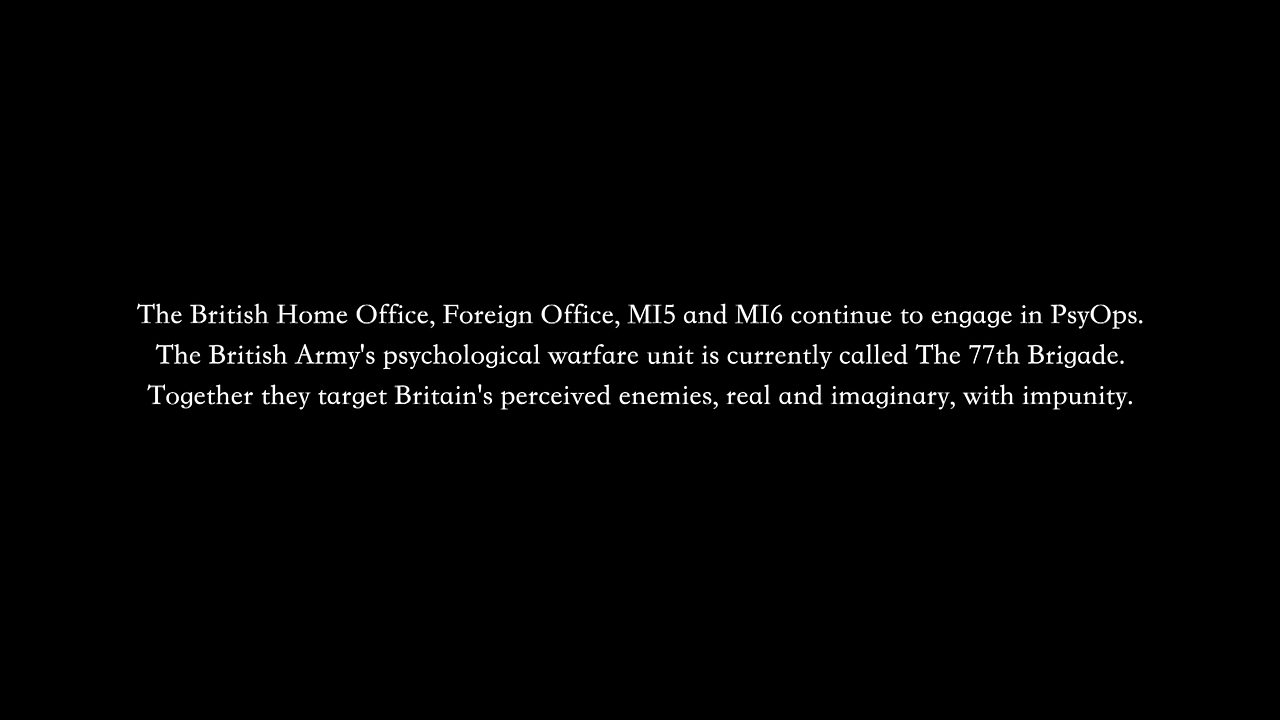 The British Home Office, Foreign Office, MI5 and MI6 continue to engage in PsyOps.
The British Army's psychological warfare unit is currently called The 77th Brigade.
Together they target Britain's perceived enemies, real and imaginary, with impunity.